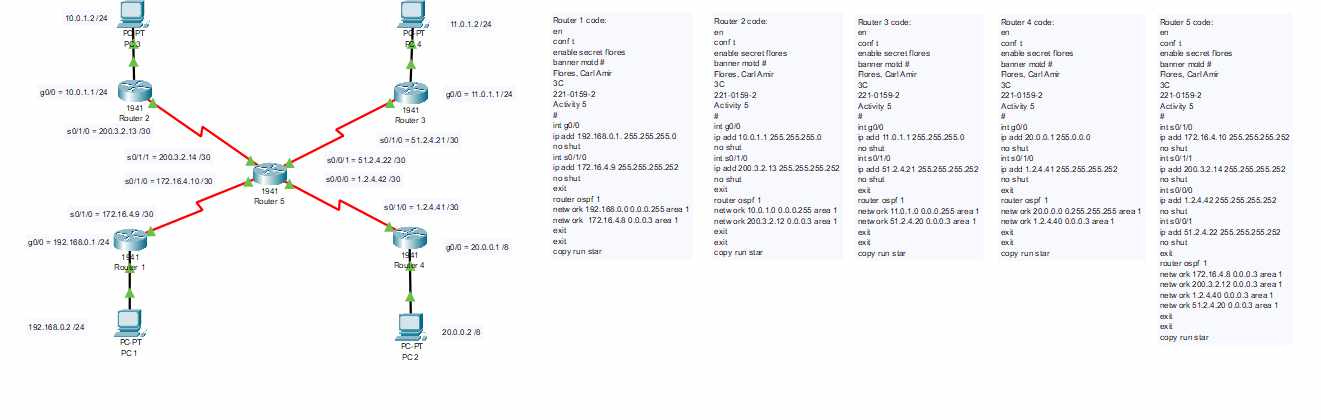 10.0.1.2 /24
PC-PT
PC 3
g0/0 = 10.0.1.1 /24
1941
Router 2
s0/1/0 = 200.3.2.13 /30
11.0.1.2 /24
PC-PT
PC 4
g0/0 = 11.0.1.1 /24
1941
Router 3
s0/1/0 = 51.2.4.21 /30
s0/1/1 = 200.3.2.14 /30
s0/1/0 = 172.16.4.10 /30
s0/0/1 = 51.2.4.22 /30
s0/0/0 = 1.2.4.42 /30
1941
Router 5
s0/1/0 = 172.16.4.9 /30
g0/0 = 192.168.0.1 /24
1941
Router 1
s0/1/0 = 1.2.4.41 /30
g0/0 = 20.0.0.1 /8
1941
Router 4
192.168.0.2 /24
PC-PT
PC 1
20.0.0.2 /8
PC-PT
PC 2
Router 1 code:
en
conf t
enable secret flores
banner motd #
Flores, Carl Amir
3C
221-0159-2
Activity 5
#
int g0/0
ip add 192.168.0.1. 255.255.255.0
no shut
int s0/1/0
ip add 172.16.4.9 255.255.255.252
no shut
exit
router ospf 1
network 192.168.0.0 0.0.0.255 area 1
network 172.16.4.8 0.0.0.3 area 1
exit
exit
copy run star
Router 2 code:
en
conf t
enable secret flores
banner motd #
Flores, Carl Amir
3C
221-0159-2
Activity 5
#
int g0/0
ip add 10.0.1.1 255.255.255.0
no shut
int s0/1/0
ip add 200.3.2.13 255.255.255.252
no shut
exit
router ospf 1
network 10.0.1.0 0.0.0.255 area 1
network 200.3.2.12 0.0.0.3 area 1
exit
exit
copy run star
Router 3 code:
en
conf t
enable secret flores
banner motd #
Flores, Carl Amir
3C
221-0159-2
Activity 5
#
int g0/0
ip add 11.0.1.1 255.255.255.0
no shut
int s0/1/0
ip add 51.2.4.21 255.255.255.252
no shut
exit
router ospf 1
network 11.0.1.0 0.0.0.255 area 1
network 51.2.4.20 0.0.0.3 area 1
exit
exit
copy run star
Router 4 code:
en
conf t
enable secret flores
banner motd #
Flores, Carl Amir
3C
221-0159-2
Activity 5
#
int g0/0
ip add 20.0.0.1 255.0.0.0
no shut
int s0/1/0
ip add 1.2.4.41 255.255.255.252
no shut
exit
router ospf 1
network 20.0.0.0 0.255.255.255 area 1
network 1.2.4.40 0.0.0.3 area 1
exit
exit
copy run star
Router 5 code:
en
conf t
enable secret flores
banner motd #
Flores, Carl Amir
3C
221-0159-2
Activity 5
#
int s0/1/0
ip add 172.16.4.10 255.255.255.252
no shut
int s0/1/1
ip add 200.3.2.14 255.255.255.252
no shut
int s0/0/0
ip add 1.2.4.42 255.255.255.252
no shut
int s0/0/1
ip add 51.2.4.22 255.255.255.252
no shut
exit
router ospf 1
network 172.16.4.8 0.0.0.3 area 1
network 200.3.2.12 0.0.0.3 area 1
network 1.2.4.40 0.0.0.3 area 1
network 51.2.4.20 0.0.0.3 area 1
exit
exit
copy run star